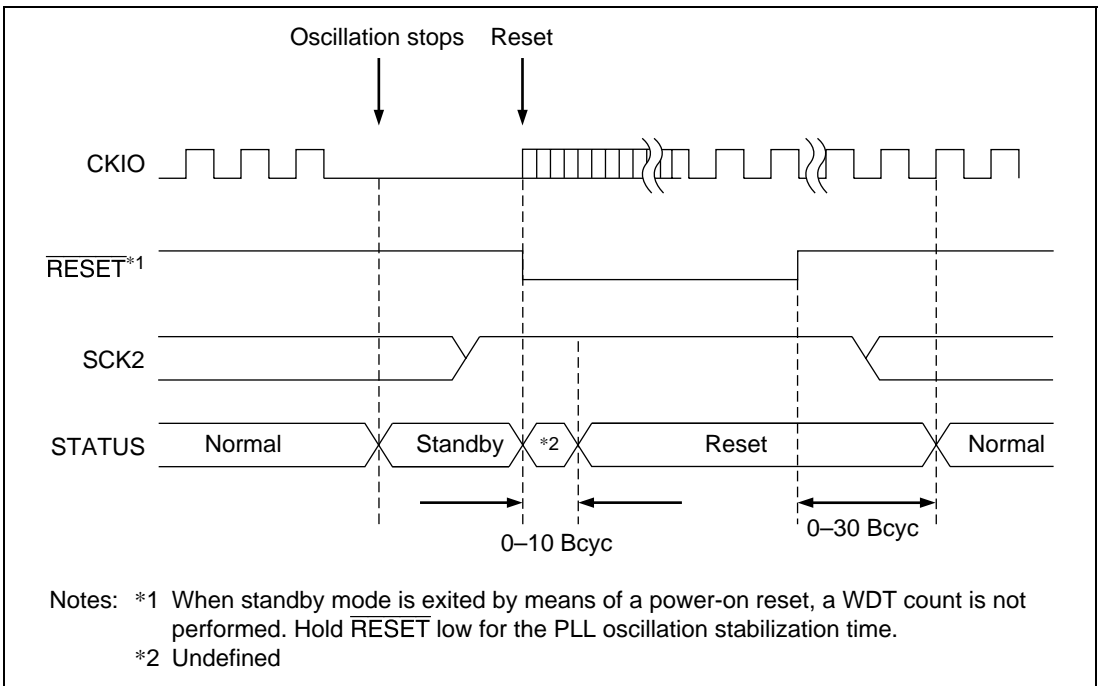 Oscillation stops Reset
CKIO
RESET*1
SCK2
STATUS Normal Standby *2 Reset Normal
0–10 Bcyc 0–30 Bcyc
Notes: *1 When standby mode is exited by means of a power-on reset, a WDT count is not
performed. Hold RESET low for the PLL oscillation stabilization time.
*2 Undefined